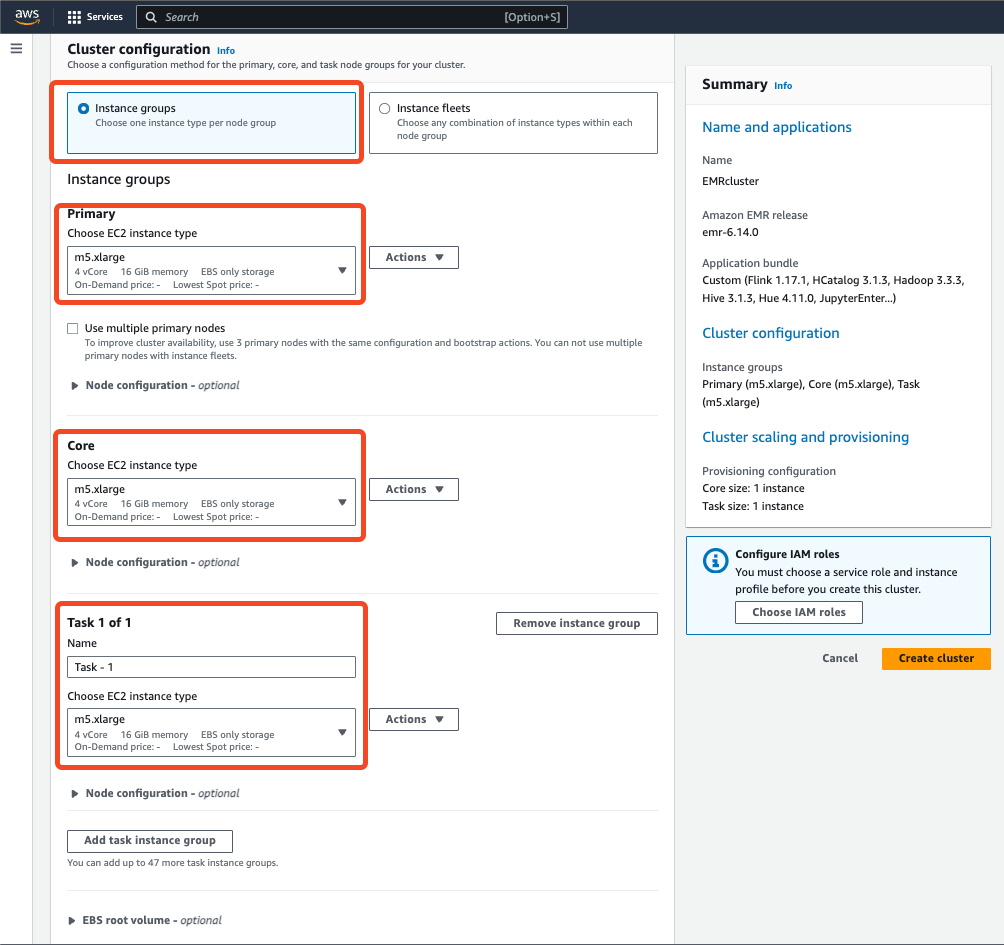 aws
Services
Search
[Option+S]
Cluster configuration Info
Choose a configuration method for the primary, core, and task node groups for your cluster.
Instance groups
Choose one instance type per node group
Instance fleets
Choose any combination of instance types within each
node group
Instance groups
Primary
Choose EC2 instance type
m5.xlarge
4 vCore 16 GiB memory EBS only storage
On-Demand price: - Lowest Spot price: -
Actions
Use multiple primary nodes
To improve cluster availability, use 3 primary nodes with the same configuration and bootstrap actions. You can not use multiple
primary nodes with instance fleets.
Node configuration - optional
Core
Choose EC2 instance type
m5.xlarge
4 vCore 16 GiB memory EBS only storage
On-Demand price: - Lowest Spot price: -
Actions
Node configuration - optional
Task 1 of 1
Remove instance group
Name
Task - 1
Choose EC2 instance type
m5.xlarge
4 vCore 16 GiB memory EBS only storage
On-Demand price: - Lowest Spot price: -
Actions
Node configuration - optional
Add task instance group
You can add up to 47 more task instance groups.
EBS root volume - optional
Summary Info
Name and applications
Name
EMRcluster
Amazon EMR release
emr-6.14.0
Application bundle
Custom (Flink 1.17.1, HCatalog 3.1.3, Hadoop 3.3.3,
Hive 3.1.3, Hue 4.11.0, JupyterEnter...)
Cluster configuration
Instance groups
Primary (m5.xlarge), Core (m5.xlarge), Task
(m5.xlarge)
Cluster scaling and provisioning
Provisioning configuration
Core size: 1 instance
Task size: 1 instance
Configure IAM roles
You must choose a service role and instance
profile before you create this cluster.
Choose IAM roles
Cancel
Create cluster